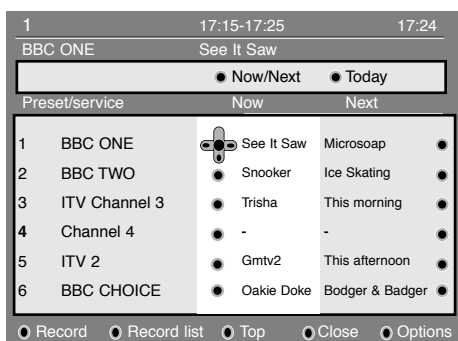 1 17:15-17:25 17:24
BBC ONE See It Saw
Now/Next Today
Preset/service Now Next
1 BBC ONE See It Saw Microsoap
2 BBC TWO Snooker Ice Skating
3 ITV Channel 3 Trisha This morning
4 Channel 4 - -
5 ITV 2 Gmtv2 This afternoon
6 BBC CHOICE Oakie Doke Bodger & Badger
Record Record list Top Close Options